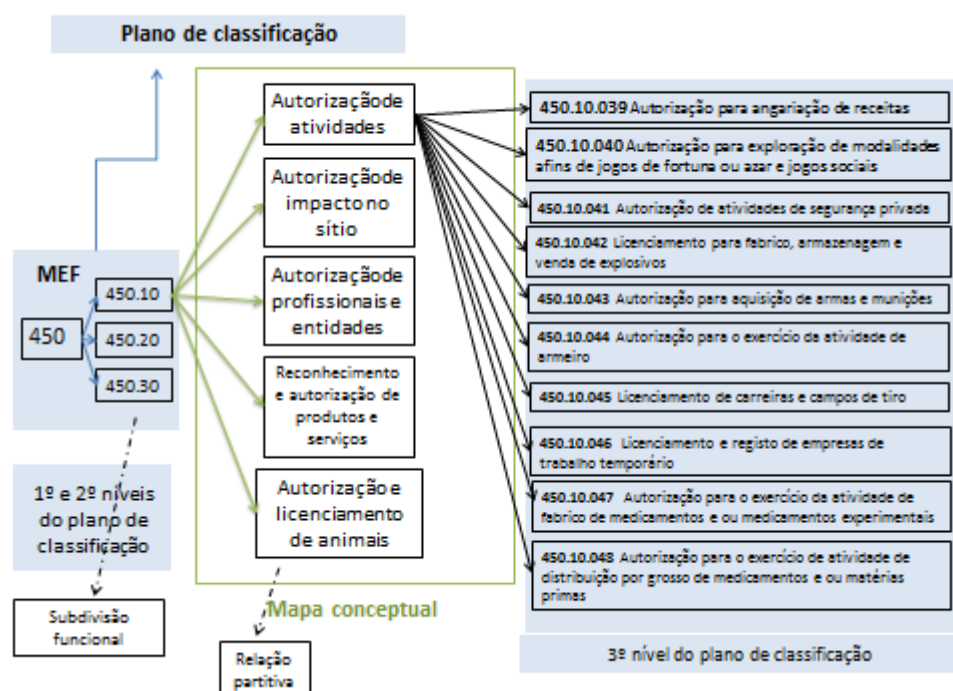 Plano de classificação
MEF
450
450.10
450.20
450.30
1º e 2º níveis
do plano de
classificação
Subdivisão
funcional
Autorizaçãode
atividades
Autorizaçãode
impacto no
sítio
Autorizaçãode
profissionais e
entidades
Reconhecimento
e autorização de
produtos e
serviços
Autorização e
licenciamento
de animais
Mapa conceptual
Relação
partitiva
450.10.039 Autorização para angariação de receitas
450.10.040 Autorização para exploração de modalidades
afins de jogos de fortuna ou azar e jogos sociais
450.10.041 Autorização de atividades de segurança privada
450.10.042 Licenciamento para fabrico, armazenagem e
venda de explosivos
450.10.043 Autorização para aquisição de armas e munições
450.10.044 Autorização para o exercício da atividade de
armeiro
450.10.045 Licenciamento de carreiras e campos de tiro
450.10.046 Licenciamento e registo de empresas de
trabalho temporário
450.10.047 Autorização para o exercício da atividade de
fabrico de medicamentos e ou medicamentos experimentais
450.10.048 Autorização para o exercício de atividade de
distribuição por grosso de medicamentos e ou matérias
primas
3º nível do plano de classificação